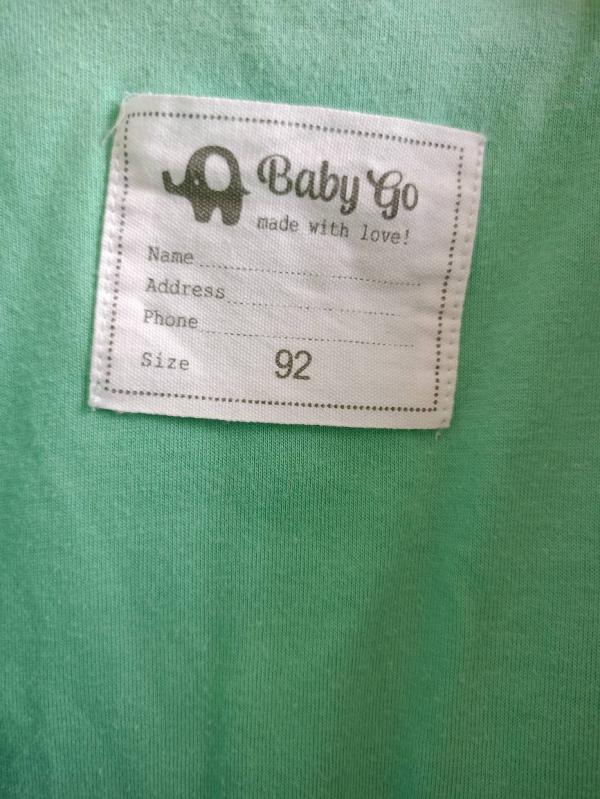 Baby Go
made with love!
Name
Address
Phone
Size 92